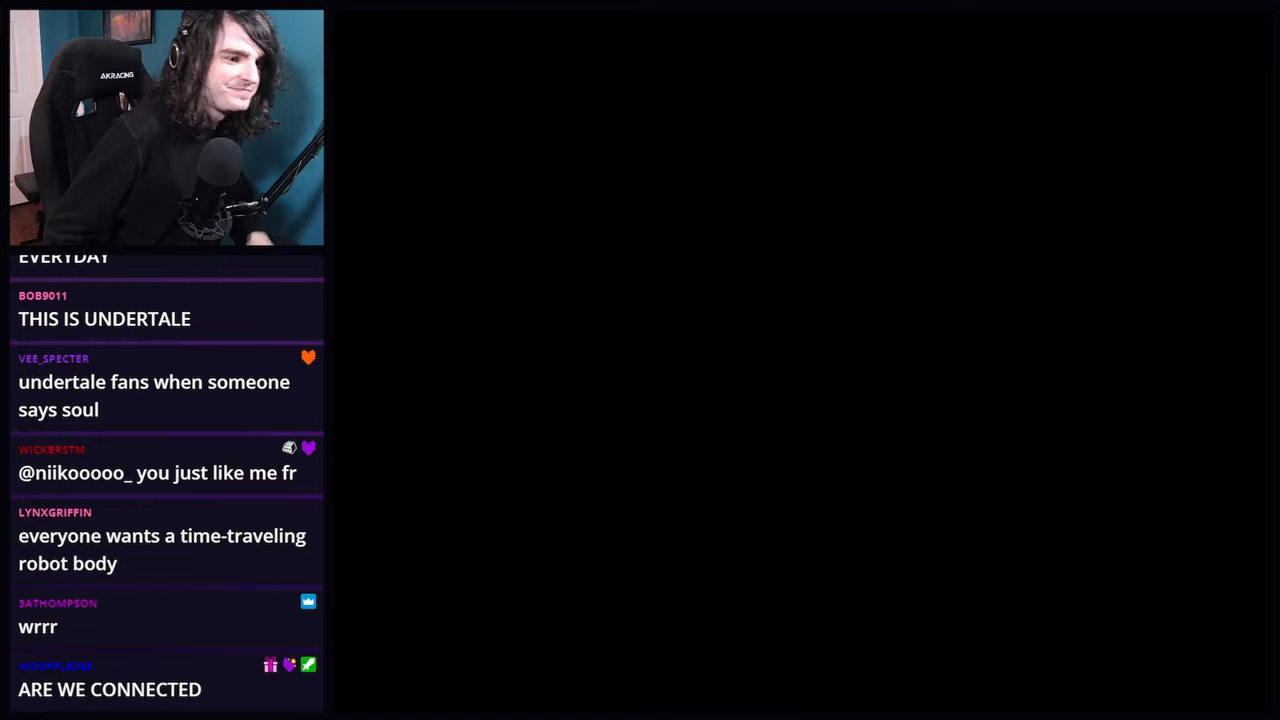 AKRACING
EVERYDAY
BOB9011
THIS IS UNDERTALE
VEE_SPECTER
undertale fans when someone
says soul
WICKBRSTM
@niikooooo_ you just like me fr
LYNXGRIFFIN
everyone wants a time-traveling
robot body
3ATHOMPSON
wrrr
ARE WE CONNECTED